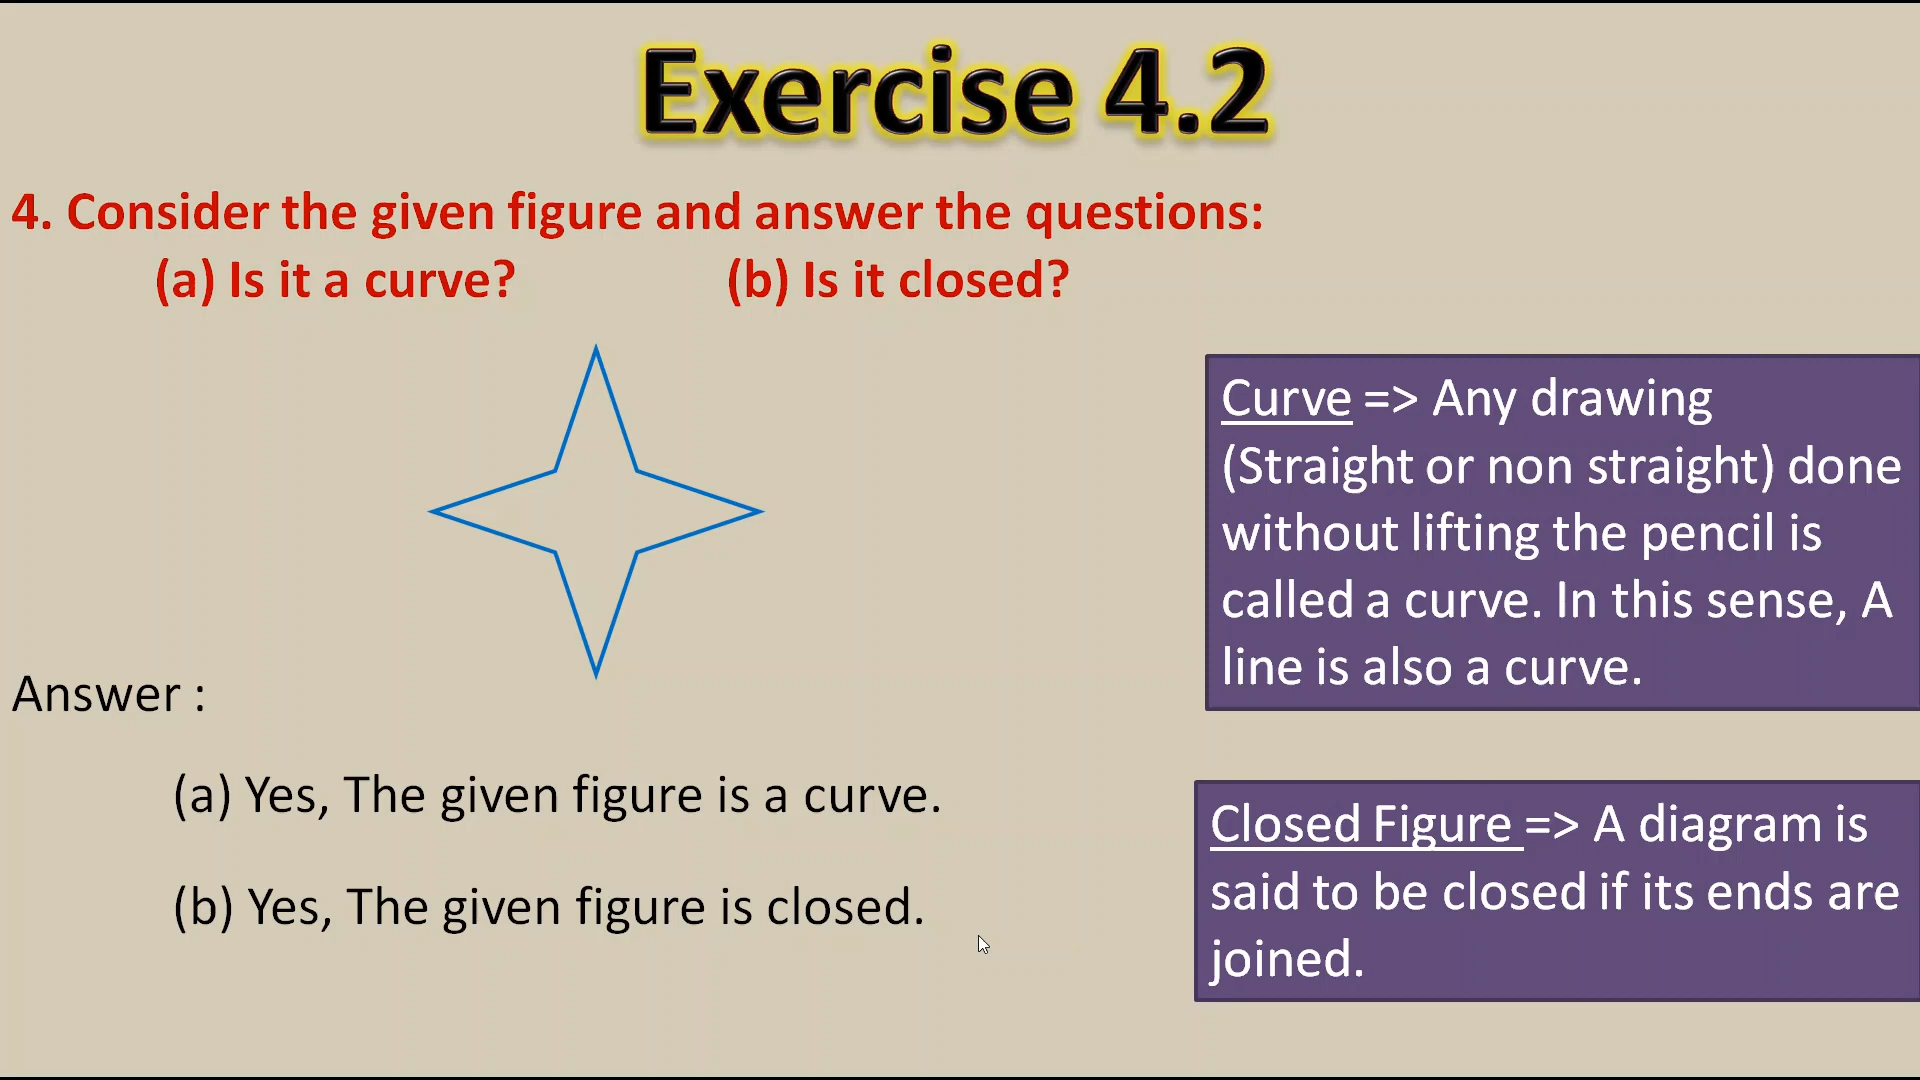 Exercise 4.2
4. Consider the given figure and answer the questions:
(a) Is it a curve? (b) Is it closed?
Curve => Any drawing
(Straight or non straight) done
without lifting the pencil is
called a curve. In this sense, A
line is also a curve.
Answer :
(a) Yes, The given figure is a curve.
(b) Yes, The given figure is closed.
Closed Figure => A diagram is
said to be closed if its ends are
joined.